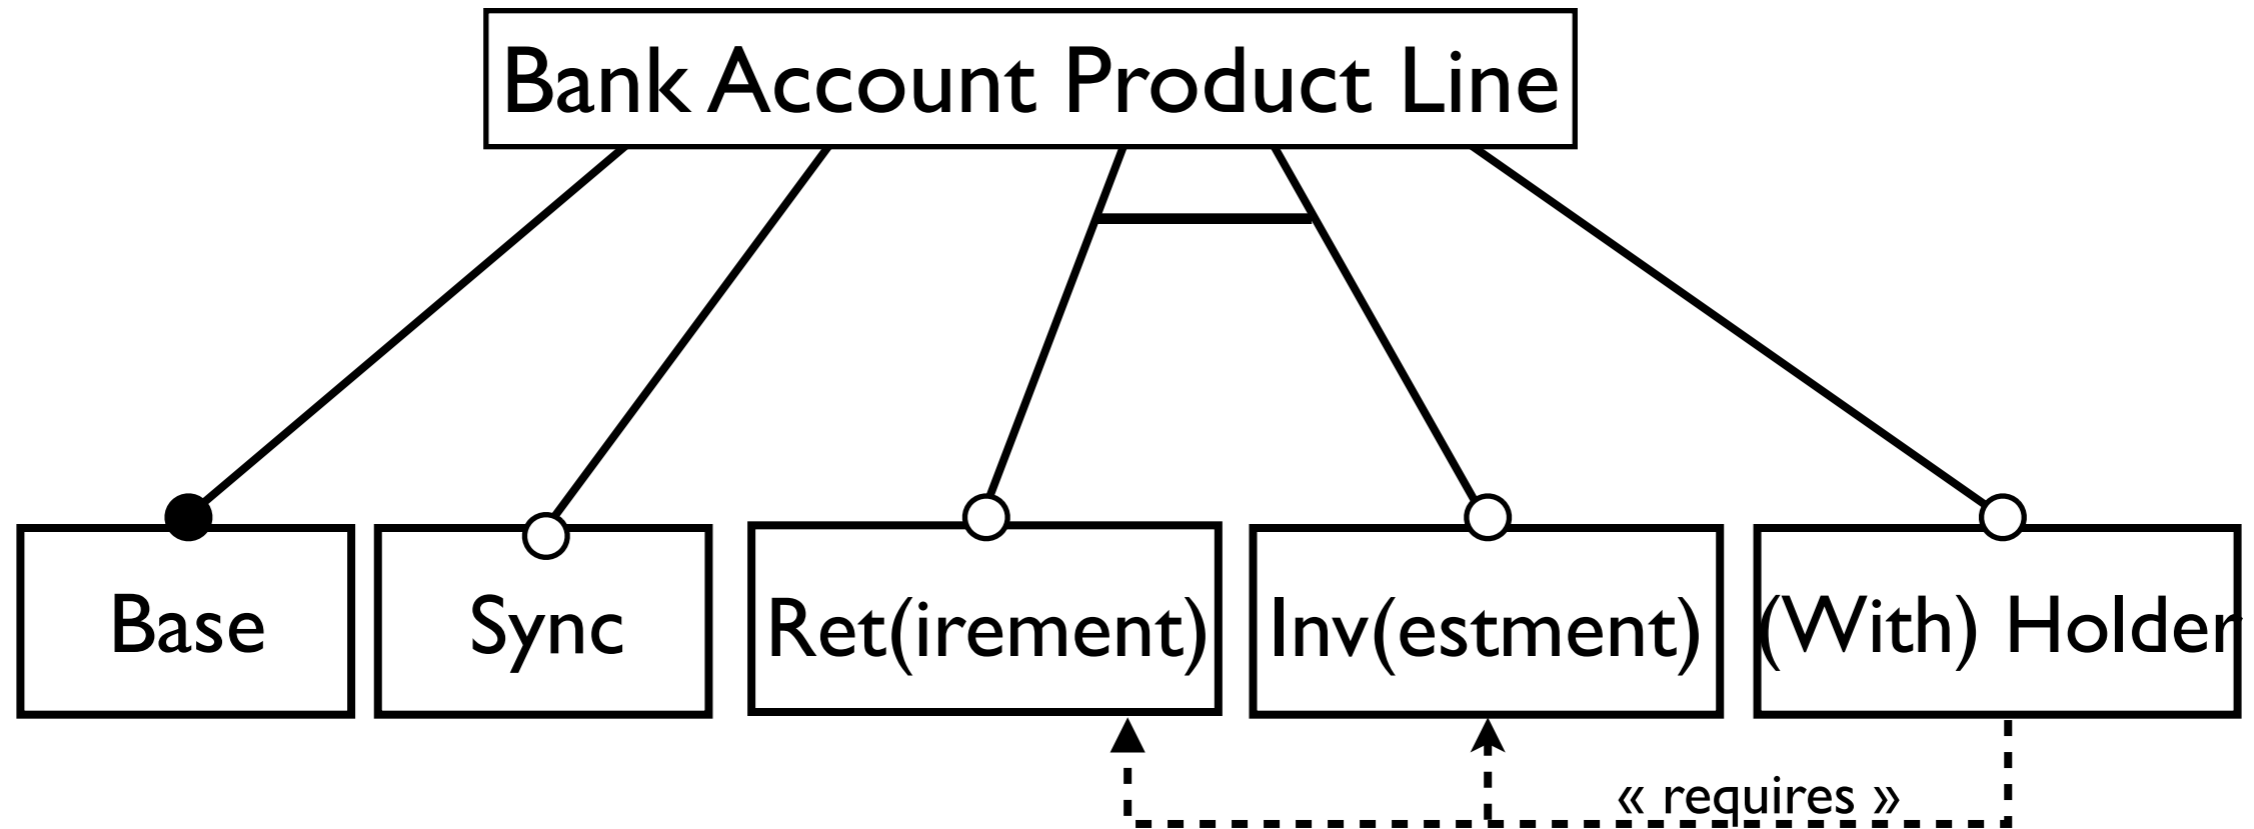 Bank Account Product Line
Base
Sync
Ret(irement)
Inv(estment)
(With) Holder
« requires »